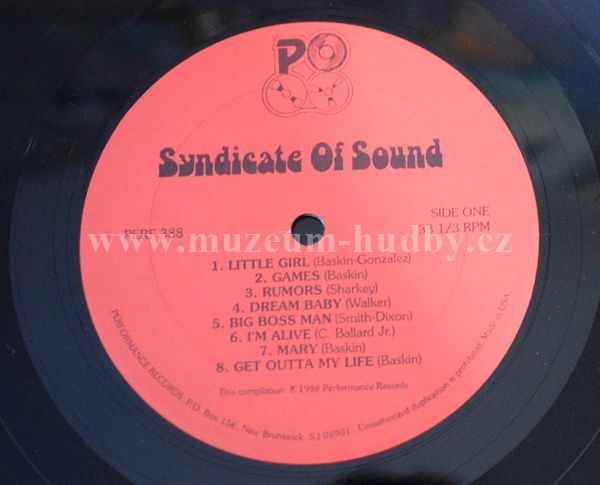 PO
Syndicate Of Sound
PERF 388
SIDE ONE
33 1/3 RPM
www.muzeum-hudby.cz
1. LITTLE GIRL (Baskin-Gonzalez)
2. GAMES (Baskin)
3. RUMORS (Sharkey)
4. DREAM BABY (Walker)
5. BIG BOSS MAN (Smith-Dixon)
6. I'M ALIVE (C. Ballard Jr.)
7. MARY (Baskin)
8. GET OUTTA MY LIFE (Baskin)
This compilation: ℗ 1986 Performance Records.
PERFORMANCE RECORDS, P.O. Box 156, New Brunswick, NJ 08901. Unauthorized duplication is prohibited. Made in USA